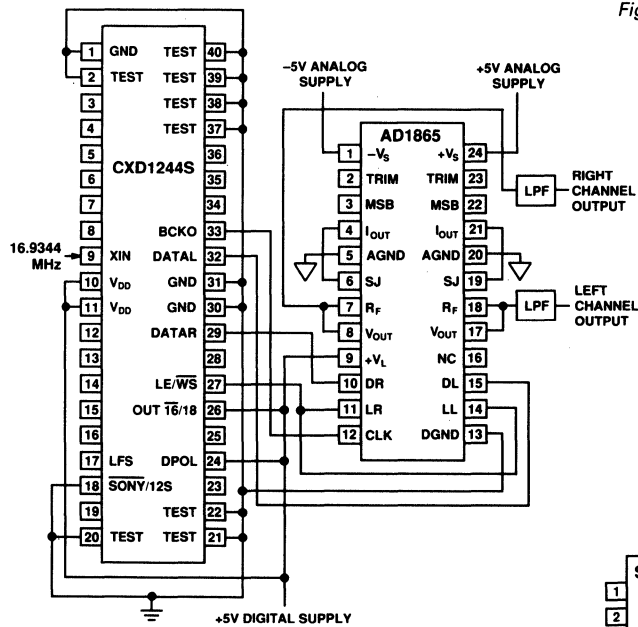 Fig
−5V ANALOG
SUPPLY
+5V ANALOG
SUPPLY
1 GND TEST 40
2 TEST TEST 39
3 TEST 38
4 TEST 37
5 36
CXD1244S
6 35
7 34
8 BCKO 33
16.9344
MHz
9 XIN DATAL 32
10 VDD GND 31
11 VDD GND 30
12 DATAR 29
13 28
14 LE/WS 27
15 OUT 16/18 26
16 25
17 LFS DPOL 24
18 SONY/12S 23
19 TEST 22
20 TEST TEST 21
+5V DIGITAL SUPPLY
AD1865
1 −VS +VS 24
2 TRIM TRIM 23
3 MSB MSB 22
4 IOUT IOUT 21
5 AGND AGND 20
6 SJ SJ 19
7 RF RF 18
8 VOUT VOUT 17
9 +VL NC 16
10 DR DL 15
11 LR LL 14
12 CLK DGND 13
LPF
RIGHT
CHANNEL
OUTPUT
LPF
LEFT
CHANNEL
OUTPUT
S
1
2